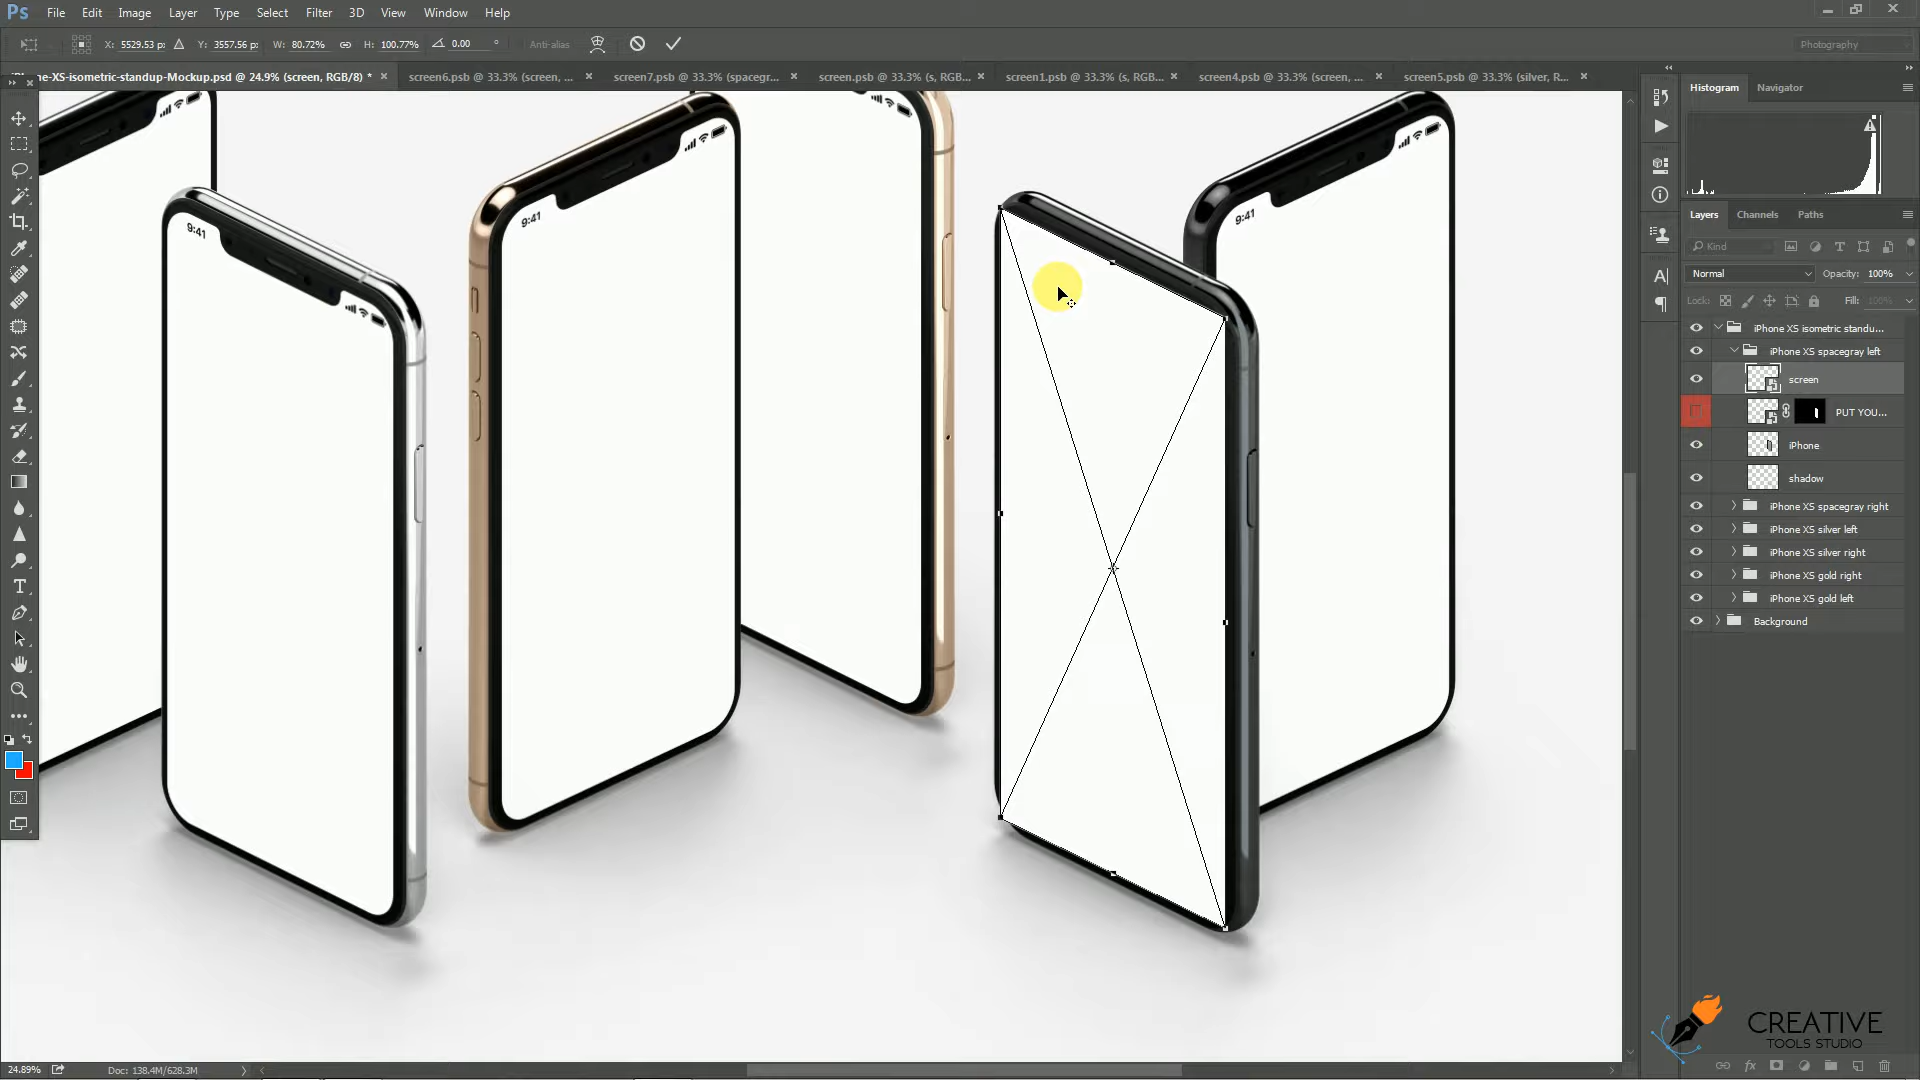 Ps File Edit Image Layer Type Select Filter 3D View Window Help
X: 5529.53 p: Y: 3557.56 p: W: 80.72% H: 100.77% 0.00 ° Anti-alias Photography
ne-XS-isometric-standup-Mockup.psd @ 24.9% (screen, RGB/8) * × screen6.psb @ 33.3% (screen, ... × screen7.psb @ 33.3% (spacegr... × screen.psb @ 33.3% (s, RGB... × screen1.psb @ 33.3% (s, RGB... × screen4.psb @ 33.3% (screen, ... × screen5.psb @ 33.3% (silver, R... ×
Histogram Navigator
Layers Channels Paths
Kind
Normal Opacity: 100%
Lock: Fill: 100%
iPhone XS isometric standu...
iPhone XS spacegray left
screen
PUT YOU...
iPhone
shadow
iPhone XS spacegray right
iPhone XS silver left
iPhone XS silver right
iPhone XS gold right
iPhone XS gold left
Background
9:41
9:41
9:41
CREATIVE
TOOLS STUDIO
24.89% Doc: 138.4M/628.3M